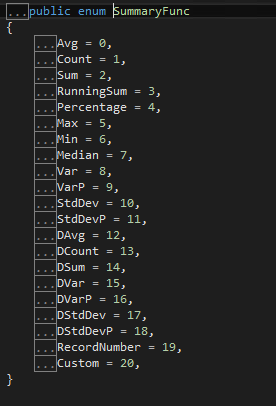 ...public enum SummaryFunc
{
...Avg = 0,
...Count = 1,
...Sum = 2,
...RunningSum = 3,
...Percentage = 4,
...Max = 5,
...Min = 6,
...Median = 7,
...Var = 8,
...VarP = 9,
...StdDev = 10,
...StdDevP = 11,
...DAvg = 12,
...DCount = 13,
...DSum = 14,
...DVar = 15,
...DVarP = 16,
...DStdDev = 17,
...DStdDevP = 18,
...RecordNumber = 19,
...Custom = 20,
}